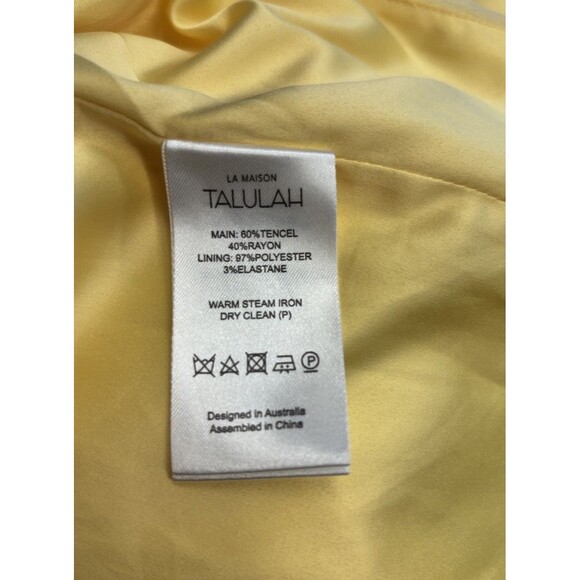 LA MAISON
TALULAH
MAIN: 60%TENCEL
40%RAYON
LINING: 97%POLYESTER
3%ELASTANE
WARM STEAM IRON
DRY CLEAN (P)
P
Designed in Australia
Assembled in China